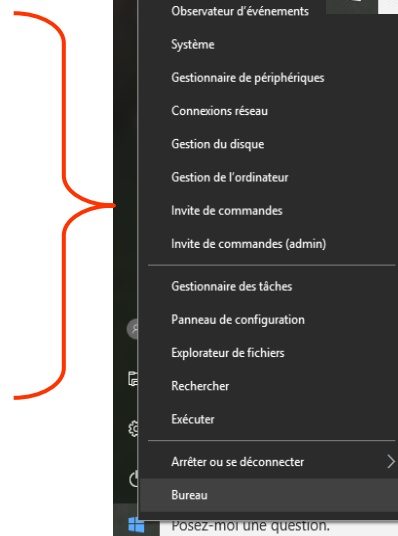 Observateur d'événements
Système
Gestionnaire de périphériques
Connexions réseau
Gestion du disque
Gestion de l'ordinateur
Invite de commandes
Invite de commandes (admin)
Gestionnaire des tâches
Panneau de configuration
Explorateur de fichiers
Rechercher
Exécuter
Arrêter ou se déconnecter
Bureau
Posez-moi une question.